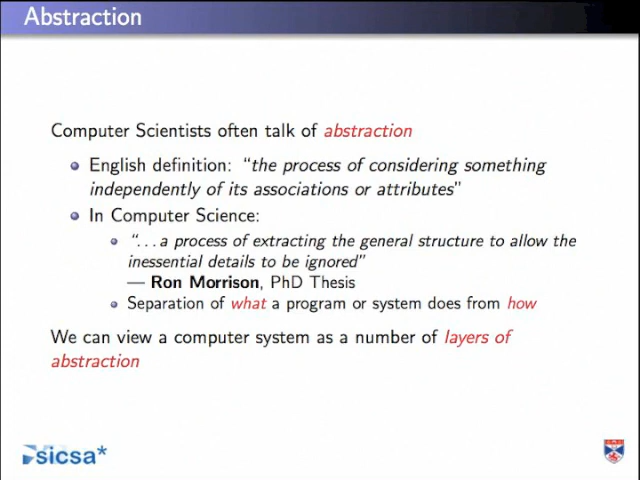 Abstraction
Computer Scientists often talk of abstraction
English definition: “the process of considering something
independently of its associations or attributes”
In Computer Science:
“. . . a process of extracting the general structure to allow the
inessential details to be ignored”
— Ron Morrison, PhD Thesis
Separation of what a program or system does from how
We can view a computer system as a number of layers of
abstraction
sicsa*